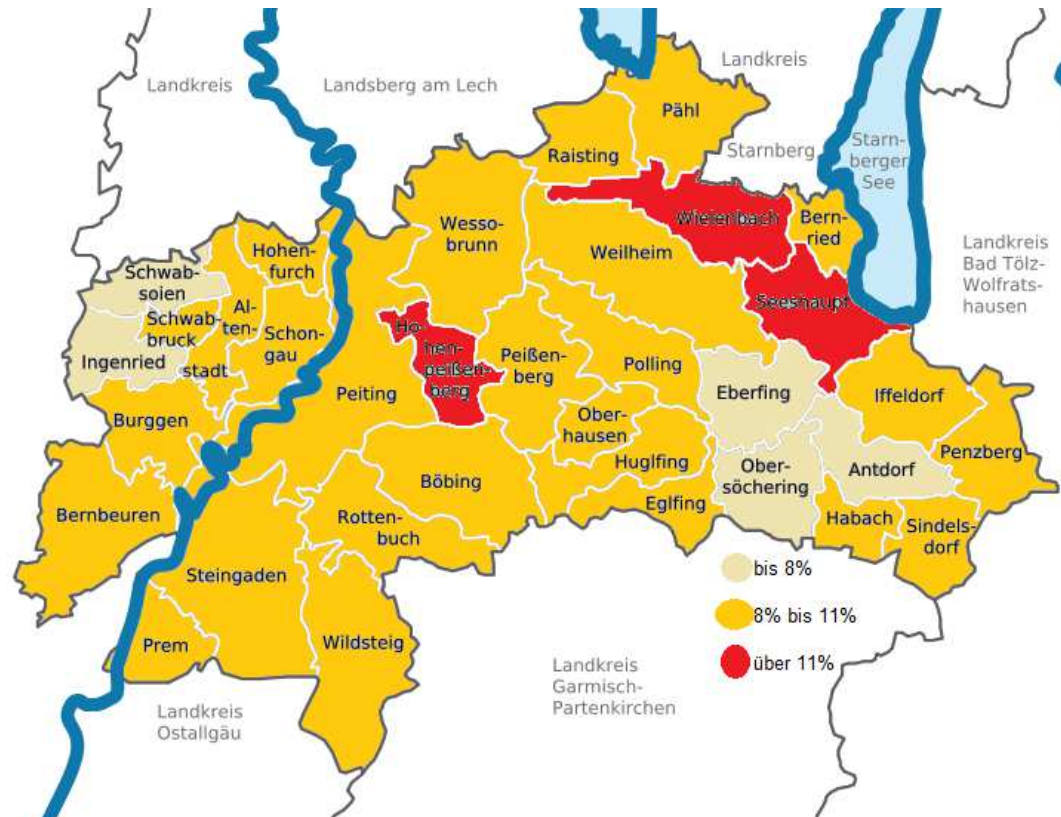 Landkreis
Landsberg am Lech
Landkreis
Starnberg
Starn-
berger
See
Landkreis
Bad Tölz-
Wolfrats-
hausen
Pähl
Raisting
Wielenbach
Bern-
ried
Wesso-
brunn
Weilheim
Seeshaupt
Hohen-
furch
Schwab-
soien
Schwab-
bruck
Al-
ten-
stadt
Schon-
gau
Ingenried
Ho-
hen-
peißen-
berg
Peißen-
berg
Polling
Peiting
Eberfing
Iffeldorf
Burggen
Ober-
hausen
Penzberg
Huglfing
Ober-
söchering
Antdorf
Böbing
Eglfing
Bernbeuren
Rotten-
buch
Habach
Sindels-
dorf
Steingaden
Prem
Wildsteig
bis 8%
8% bis 11%
über 11%
Landkreis
Garmisch-
Partenkirchen
Landkreis
Ostallgäu